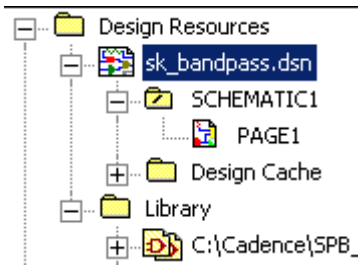 Design Resources
sk_bandpass.dsn
SCHEMATIC1
PAGE1
Design Cache
Library
C:\Cadence\SPB_